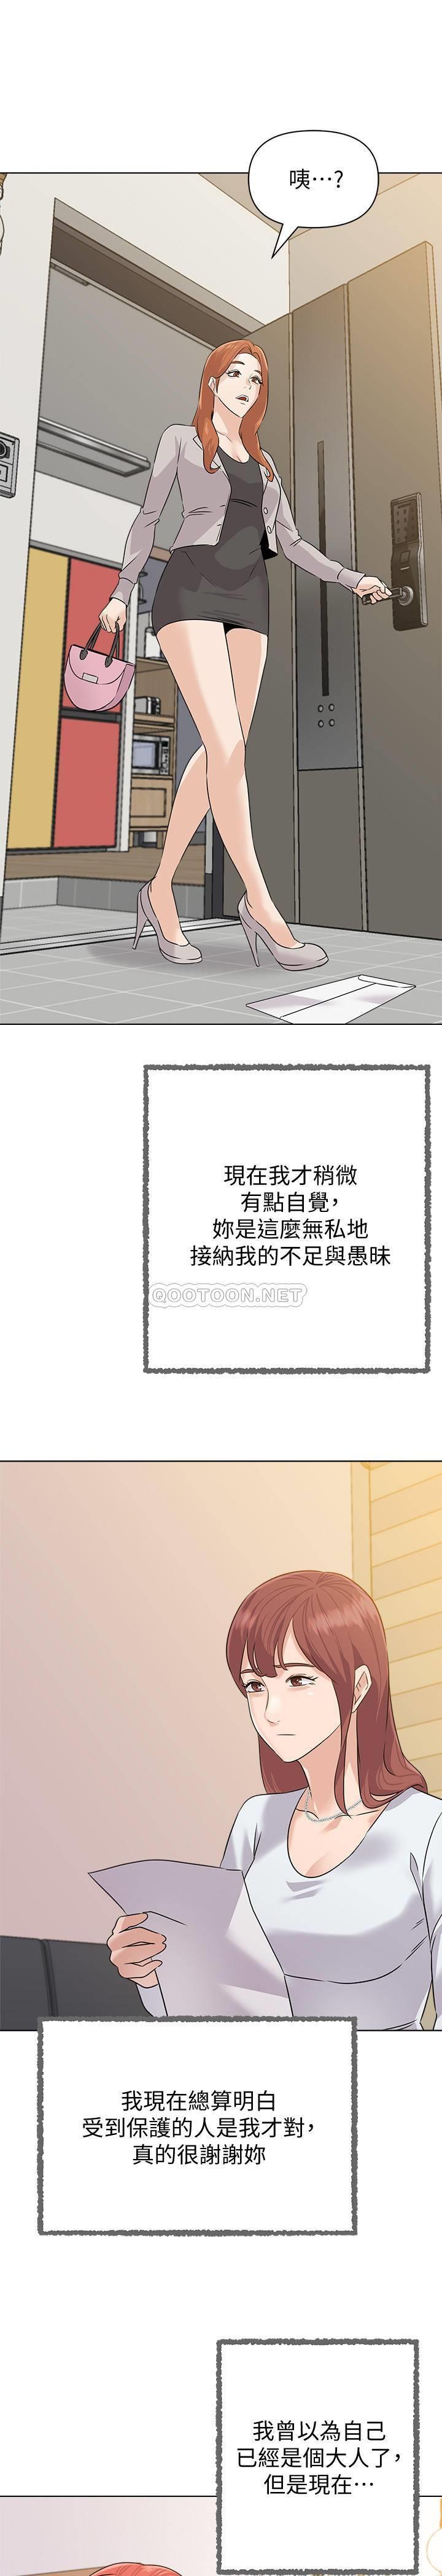 咦…?
現在我才稍微
有點自覺,
妳是這麼無私地
接納我的不足與愚昧
QOOTOON.NET
我現在總算明白
受到保護的人是我才對,
真的很謝謝妳
我曾以為自己
已經是個大人了,
但是現在…